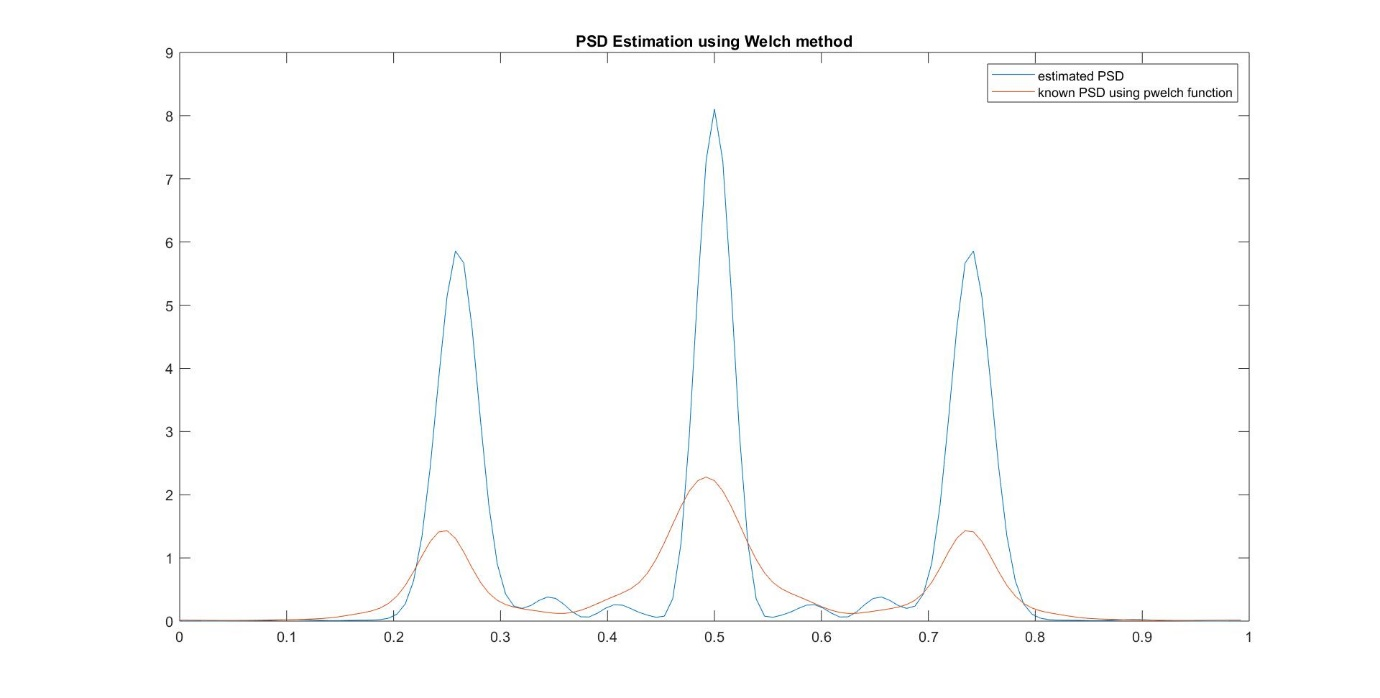 PSD Estimation using Welch method
estimated PSD
known PSD using pwelch function
9
8
7
6
5
4
3
2
1
0
0 0.1 0.2 0.3 0.4 0.5 0.6 0.7 0.8 0.9 1